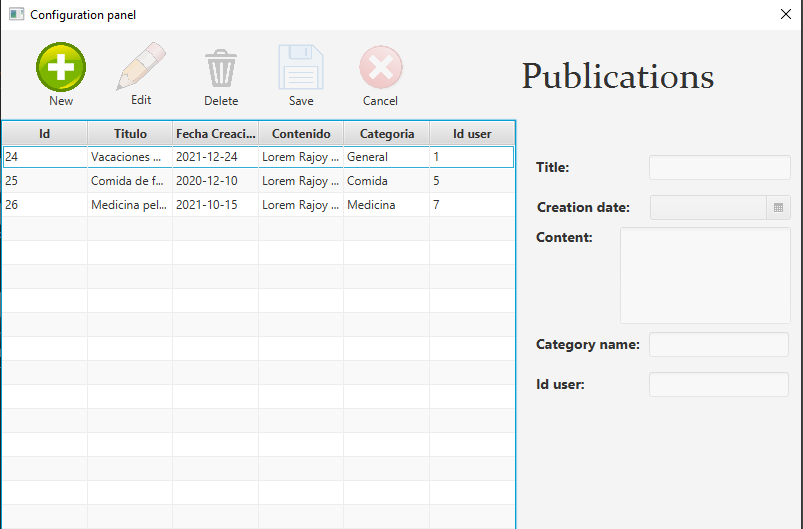 Configuration panel
New Edit Delete Save Cancel
Publications
Id Titulo Fecha Creaci... Contenido Categoria Id user
24 Vacaciones ... 2021-12-24 Lorem Rajoy ... General 1
25 Comida de f... 2020-12-10 Lorem Rajoy ... Comida 5
26 Medicina pel... 2021-10-15 Lorem Rajoy ... Medicina 7
Title:
Creation date:
Content:
Category name:
Id user: